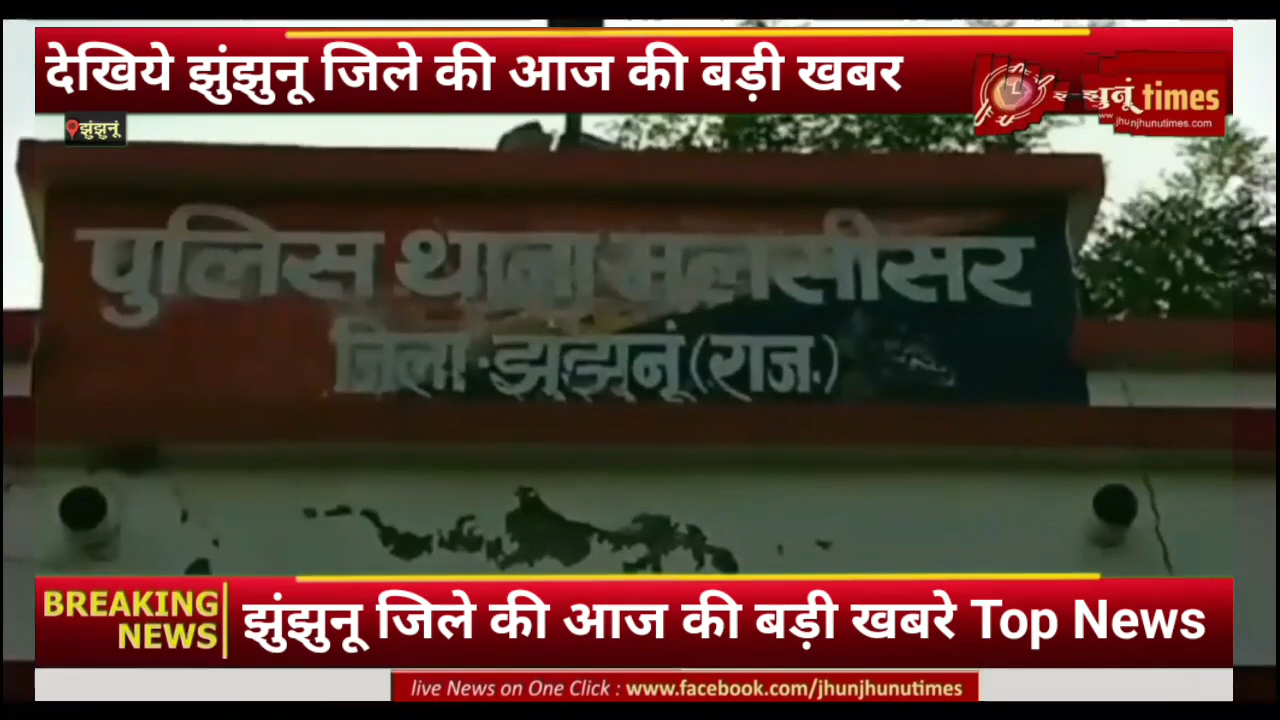 देखिये झुंझुनू जिले की आज की बड़ी खबर
झुंझुनूं times
www.jhunjhunutimes.com
झुंझुनूं
पुलिस थाना मलसीसर
जिला-झुझुनूं (राज.)
BREAKING NEWS
झुंझुनू जिले की आज की बड़ी खबरे Top News
live News on One Click : www.facebook.com/jhunjhunutimes